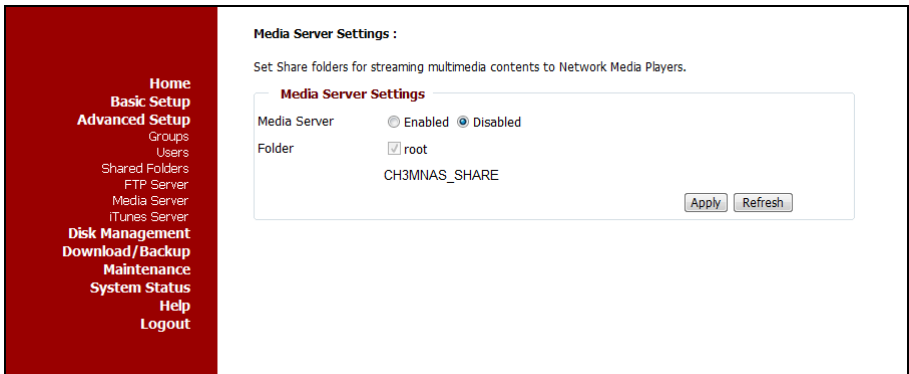 Home
Basic Setup
Advanced Setup
Groups
Users
Shared Folders
FTP Server
Media Server
iTunes Server
Disk Management
Download/Backup
Maintenance
System Status
Help
Logout
Media Server Settings :
Set Share folders for streaming multimedia contents to Network Media Players.
Media Server Settings
Media Server Enabled Disabled
Folder root
CH3MNAS_SHARE
Apply Refresh